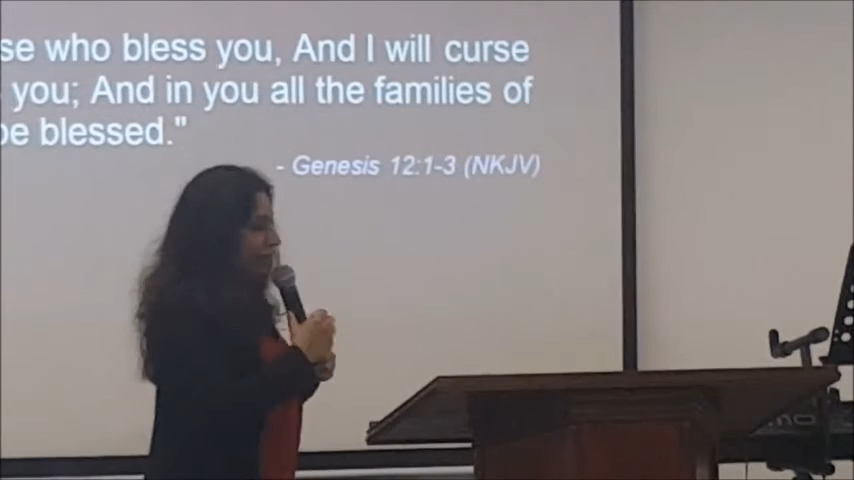 se who bless you, And I will curse
you; And in you all the families of
be blessed."
- Genesis 12:1-3 (NKJV)